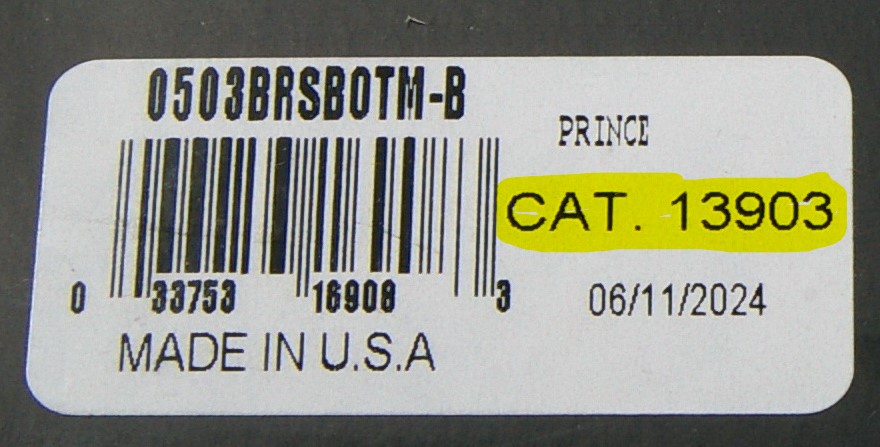 0503BRSBOTM-B
PRINCE
CAT. 13903
0 33753 16908 3
06/11/2024
MADE IN U.S.A